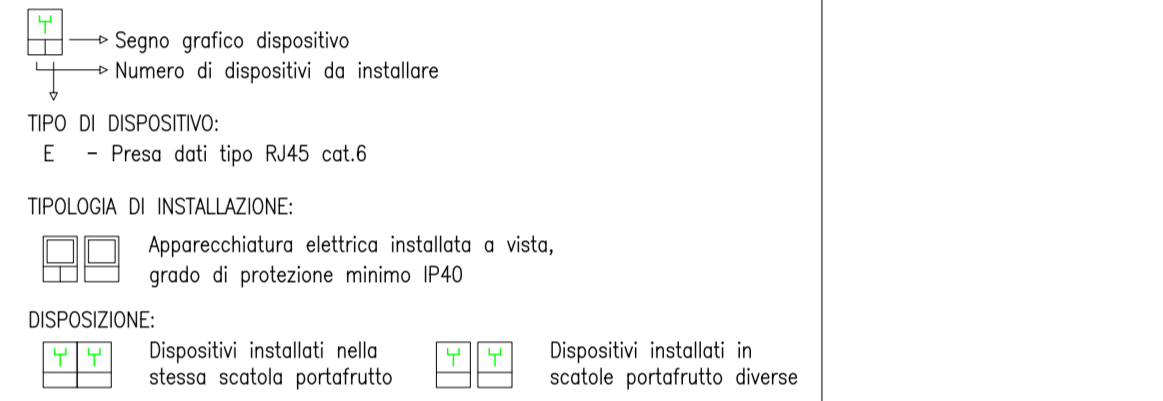 Segno grafico dispositivo
Numero di dispositivi da installare
TIPO DI DISPOSITIVO:
E - Presa dati tipo RJ45 cat.6
TIPOLOGIA DI INSTALLAZIONE:
Apparecchiatura elettrica installata a vista,
grado di protezione minimo IP40
DISPOSIZIONE:
Dispositivi installati nella
stessa scatola portafrutto
Dispositivi installati in
scatole portafrutto diverse